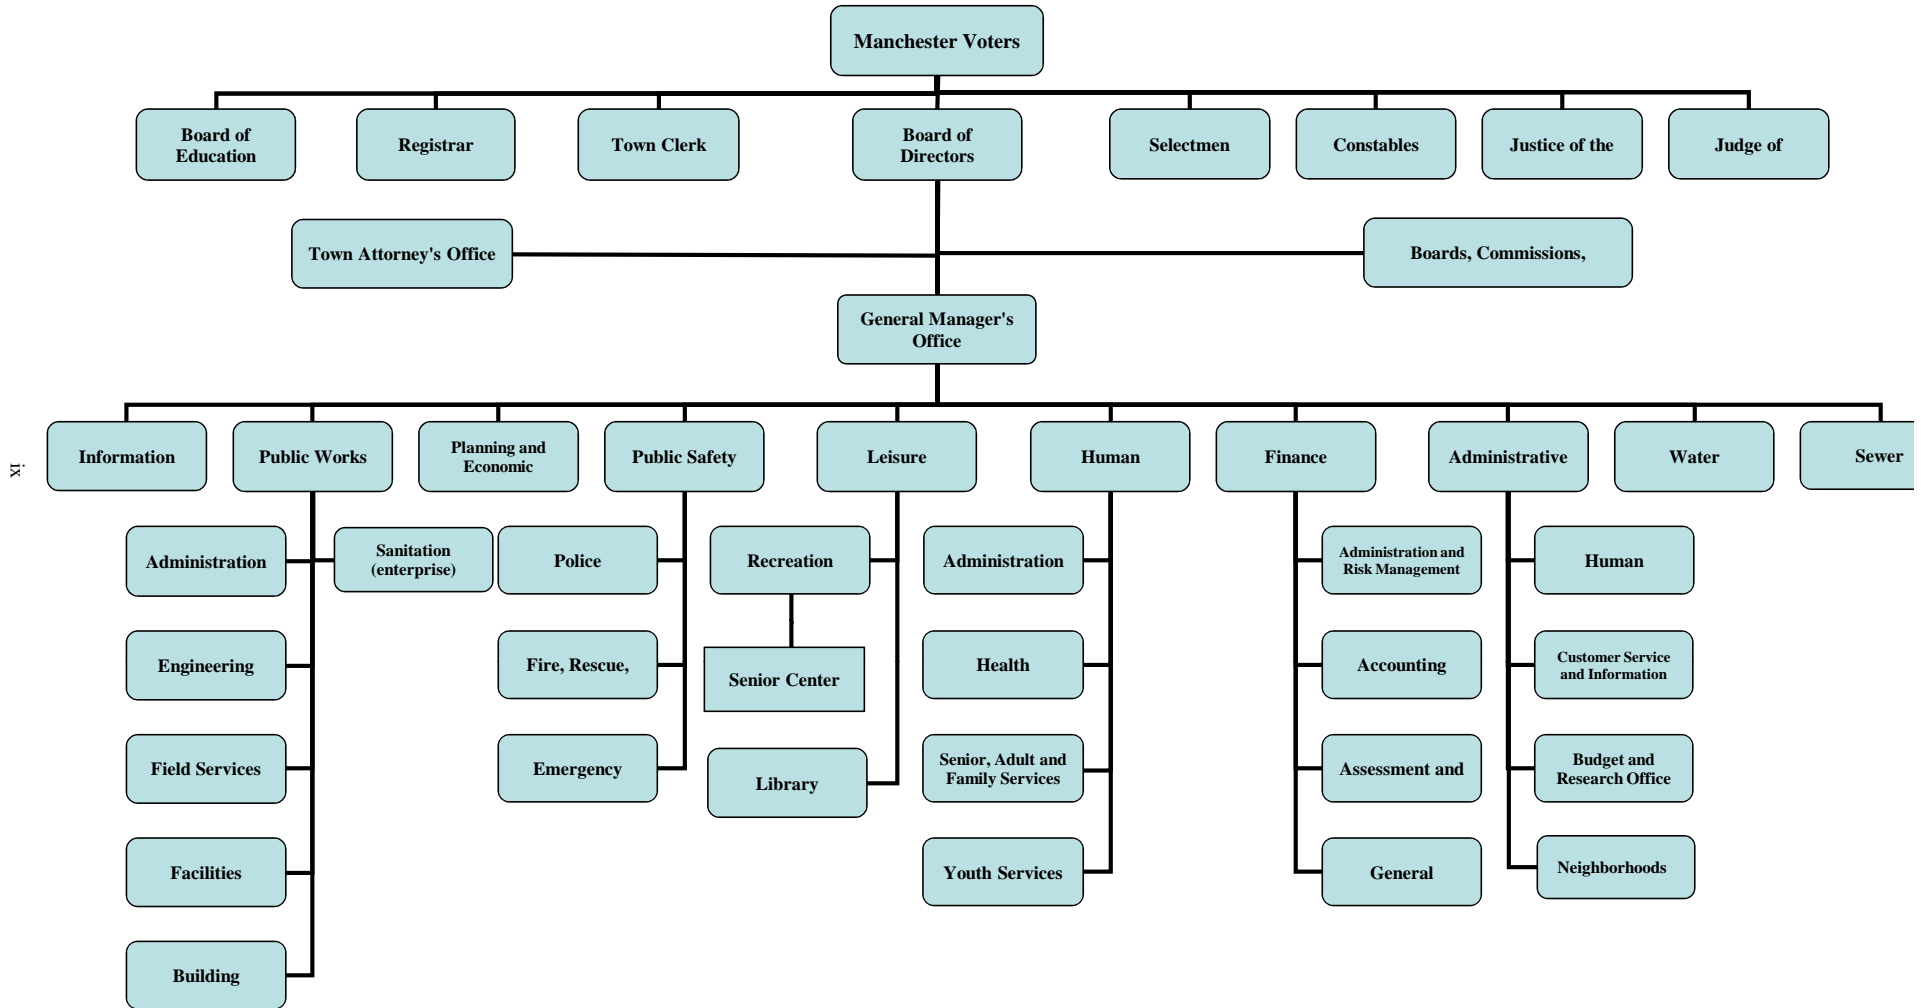 Manchester Voters
Board of
Education
Registrar
Town Clerk
Board of
Directors
Selectmen
Constables
Justice of the
Judge of
Town Attorney's Office
Boards, Commissions,
General Manager's
Office
Information
Public Works
Planning and
Economic
Public Safety
Leisure
Human
Finance
Administrative
Water
Sewer
Administration
Sanitation
(enterprise)
Police
Recreation
Administration
Administration and
Risk Management
Human
Engineering
Fire, Rescue,
Senior Center
Health
Accounting
Customer Service
and Information
Field Services
Emergency
Library
Senior, Adult and
Family Services
Assessment and
Budget and
Research Office
Facilities
Youth Services
General
Neighborhoods
Building
ix